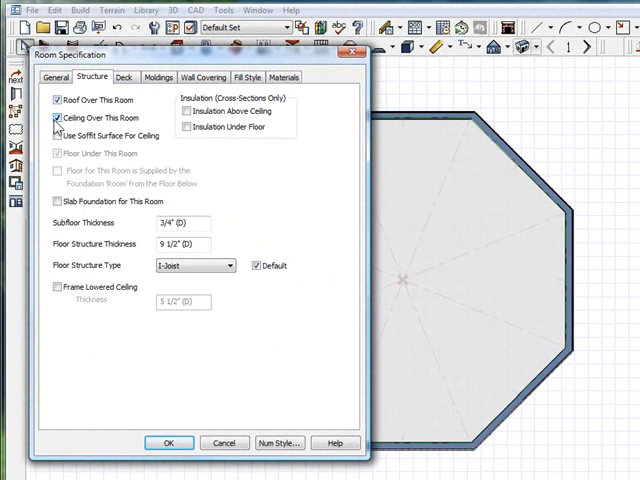 File Edit Build Terrain Library 3D CAD Tools Window Help
Default Set
ABC
Room Specification
General Structure Deck Moldings Wall Covering Fill Style Materials
Roof Over This Room
Ceiling Over This Room
Use Soffit Surface For Ceiling
Floor Under This Room
Floor for This Room is Supplied by the
Foundation 'Room' from the Floor Below
Slab Foundation for This Room
Insulation (Cross-Sections Only)
Insulation Above Ceiling
Insulation Under Floor
Subfloor Thickness 3/4" (D)
Floor Structure Thickness 9 1/2" (D)
Floor Structure Type I-Joist Default
Frame Lowered Ceiling
Thickness 5 1/2" (D)
OK Cancel Num Style... Help
next
1